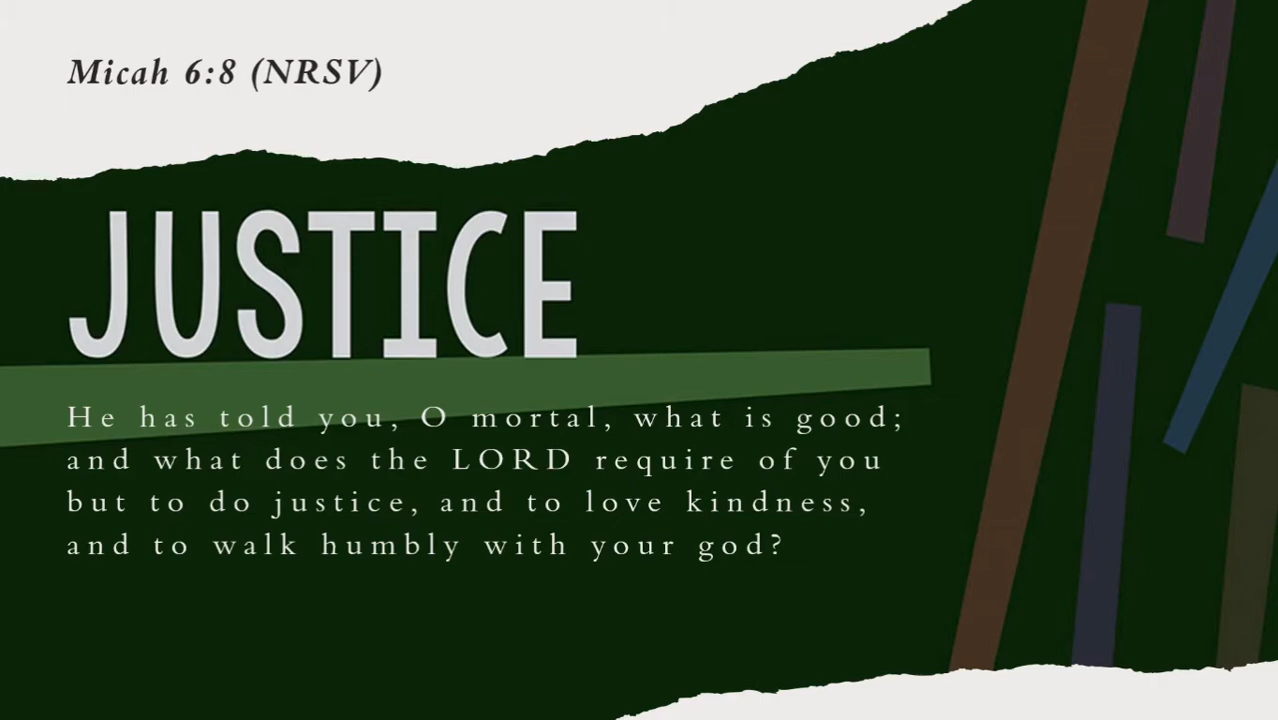 Micah 6:8 (NRSV)
JUSTICE
He has told you, O mortal, what is good;
and what does the LORD require of you
but to do justice, and to love kindness,
and to walk humbly with your god?